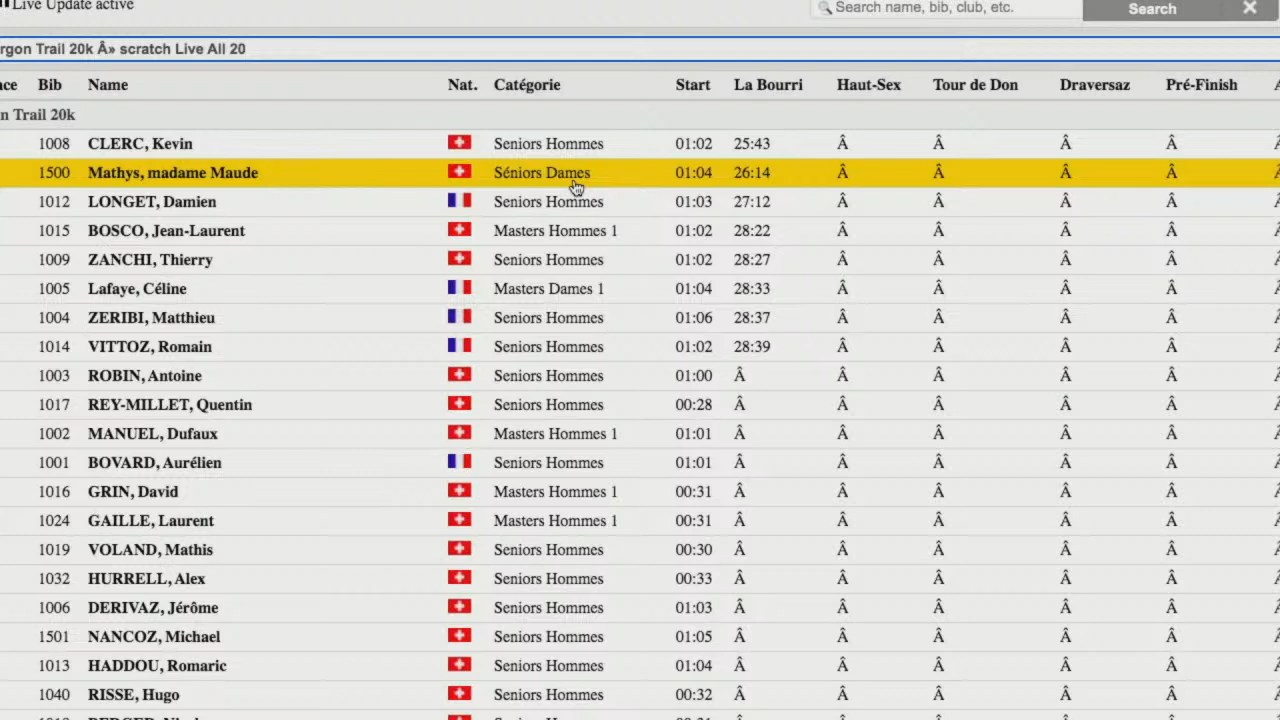 Live Update active
Search name, bib, club, etc. Search ✕
rgon Trail 20k Â» scratch Live All 20
ce Bib Name Nat. Catégorie Start La Bourri Haut-Sex Tour de Don Draversaz Pré-Finish
n Trail 20k
1008 CLERC, Kevin Seniors Hommes 01:02 25:43 Â Â Â Â
1500 Mathys, madame Maude Séniors Dames 01:04 26:14 Â Â Â Â
1012 LONGET, Damien Seniors Hommes 01:03 27:12 Â Â Â Â
1015 BOSCO, Jean-Laurent Masters Hommes 1 01:02 28:22 Â Â Â Â
1009 ZANCHI, Thierry Seniors Hommes 01:02 28:27 Â Â Â Â
1005 Lafaye, Céline Masters Dames 1 01:04 28:33 Â Â Â Â
1004 ZERIBI, Matthieu Seniors Hommes 01:06 28:37 Â Â Â Â
1014 VITTOZ, Romain Seniors Hommes 01:02 28:39 Â Â Â Â
1003 ROBIN, Antoine Seniors Hommes 01:00 Â Â Â Â Â
1017 REY-MILLET, Quentin Seniors Hommes 00:28 Â Â Â Â Â
1002 MANUEL, Dufaux Masters Hommes 1 01:01 Â Â Â Â Â
1001 BOVARD, Aurélien Seniors Hommes 01:01 Â Â Â Â Â
1016 GRIN, David Masters Hommes 1 00:31 Â Â Â Â Â
1024 GAILLE, Laurent Masters Hommes 1 00:31 Â Â Â Â Â
1019 VOLAND, Mathis Seniors Hommes 00:30 Â Â Â Â Â
1032 HURRELL, Alex Seniors Hommes 00:33 Â Â Â Â Â
1006 DERIVAZ, Jérôme Seniors Hommes 01:03 Â Â Â Â Â
1501 NANCOZ, Michael Seniors Hommes 01:05 Â Â Â Â Â
1013 HADDOU, Romaric Seniors Hommes 01:04 Â Â Â Â Â
1040 RISSE, Hugo Seniors Hommes 00:32 Â Â Â Â Â